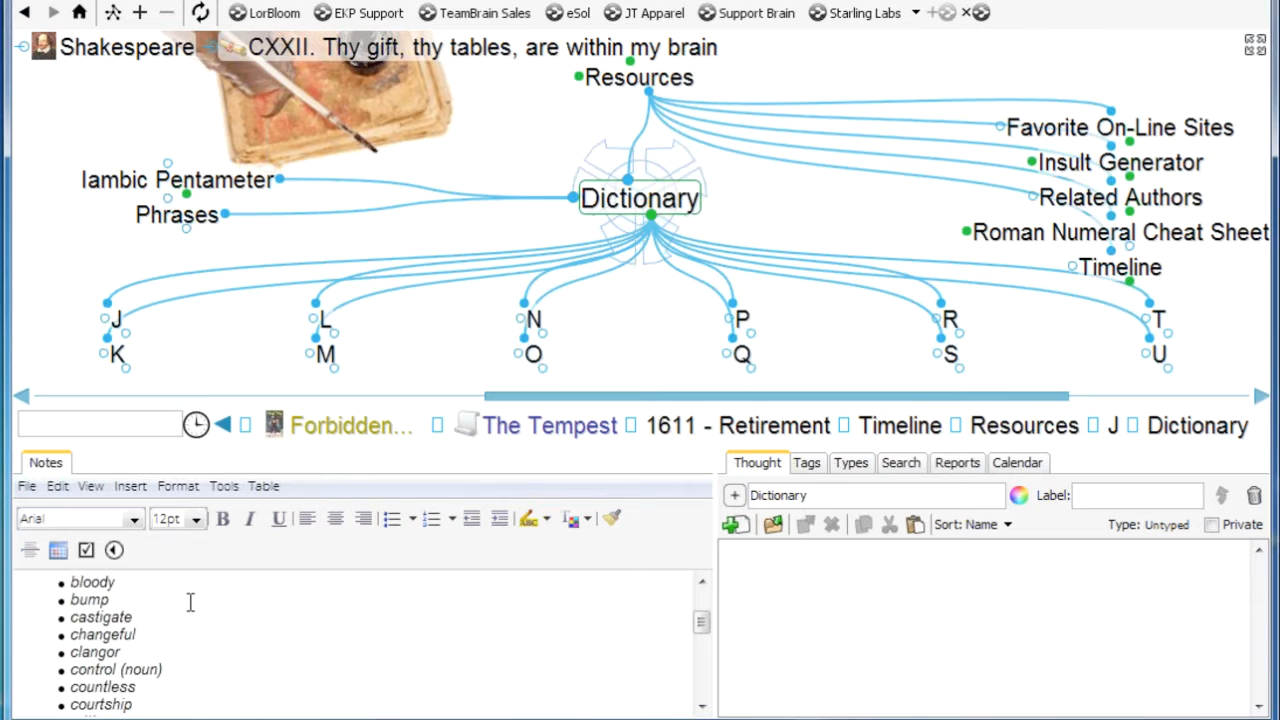 LorBloom EKP Support TeamBrain Sales eSol JT Apparel Support Brain Starling Labs
Shakespeare CXXII. Thy gift, thy tables, are within my brain
Resources
Favorite On-Line Sites
Insult Generator
Related Authors
Roman Numeral Cheat Sheet
Timeline
Iambic Pentameter
Phrases
Dictionary
J L N P R T
K M O Q S U
Forbidden... The Tempest 1611 - Retirement Timeline Resources J Dictionary
Notes
File Edit View Insert Format Tools Table
Arial 12pt B I U
bloody
bump
castigate
changeful
clangor
control (noun)
countless
courtship
Thought Tags Types Search Reports Calendar
Dictionary Label:
Sort: Name Type: Untyped Private